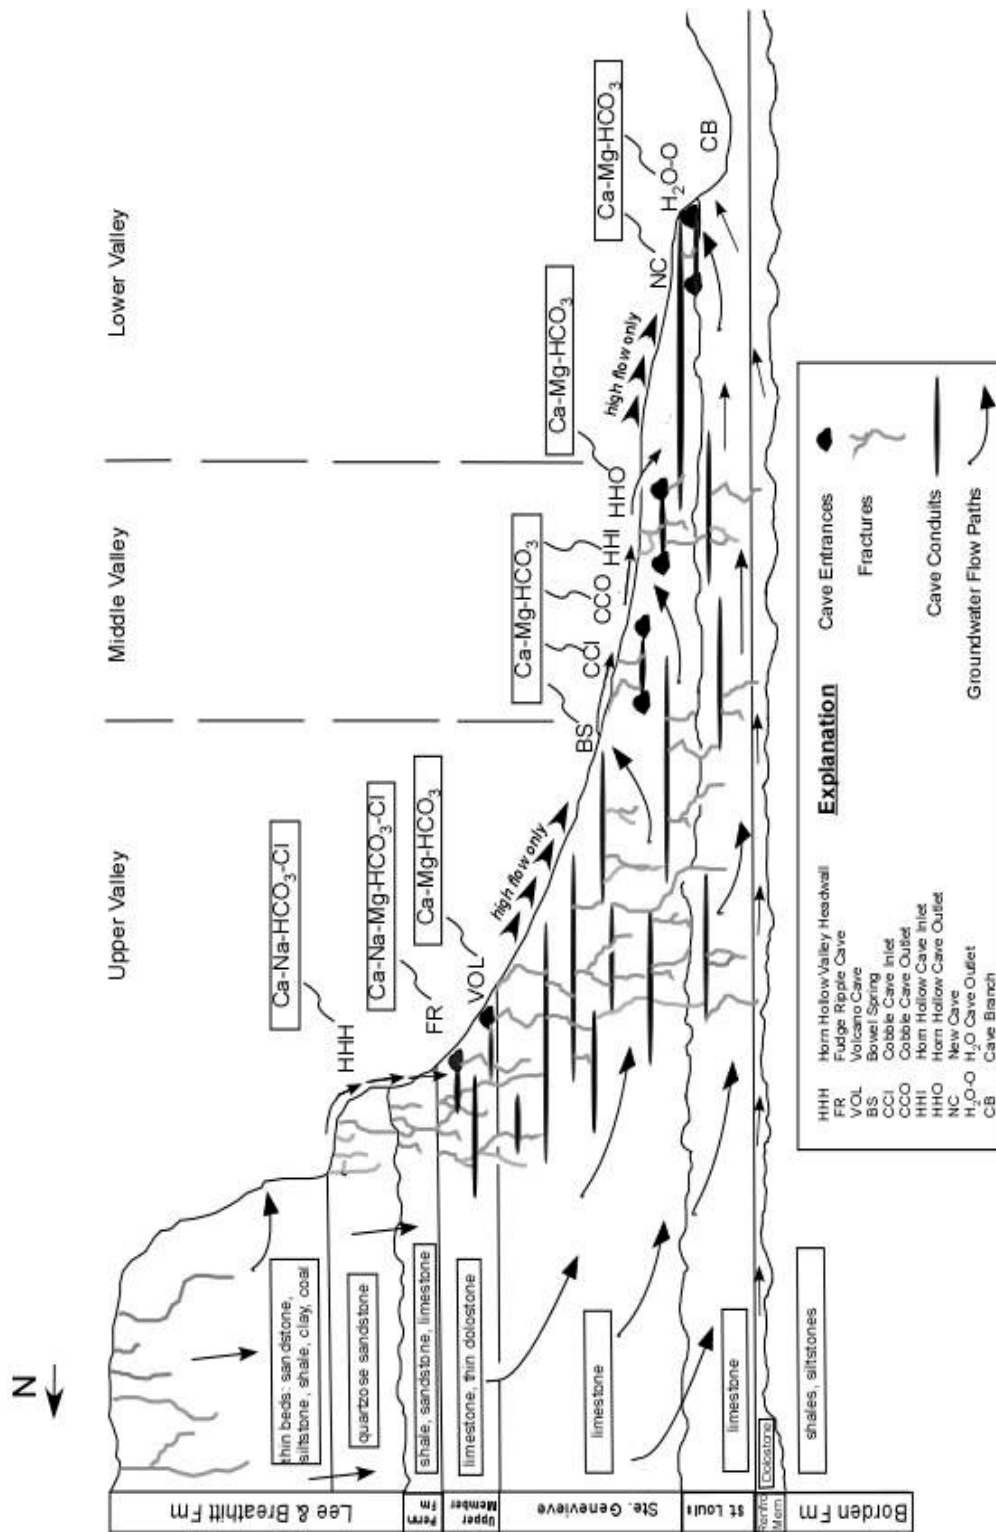 N
Upper Valley
Middle Valley
Lower Valley
Ca-Na-HCO3-Cl
Ca-Na-Mg-HCO3-Cl
Ca-Mg-HCO3
Ca-Mg-HCO3
Ca-Mg-HCO3
Ca-Mg-HCO3
HHH
FR
VOL
high flow only
BS
CCI
CCO
HHI
HHO
high flow only
NC
H2O-O
CB
Lee & Breathitt Fm
thin beds: sandstone,
siltstone, shale, clay, coal
quartzose sandstone
shale, sandstone, limestone
Upper
Member
limestone, thin dolostone
Ste. Genevieve
limestone
St Louis
limestone
Renfro
Mem
Dolostone
Borden Fm
shales, siltstones
Explanation
HHH Horn Hollow Valley Headwall
FR Fudge Ripple Cave
VOL Volcano Cave
BS Bowel Spring
CCI Cobble Cave Inlet
CCO Cobble Cave Outlet
HHI Horn Hollow Cave Inlet
HHO Horn Hollow Cave Outlet
NC New Cave
H2O-O H2O Cave Outlet
CB Cave Branch
Cave Entrances
Fractures
Cave Conduits
Groundwater Flow Paths